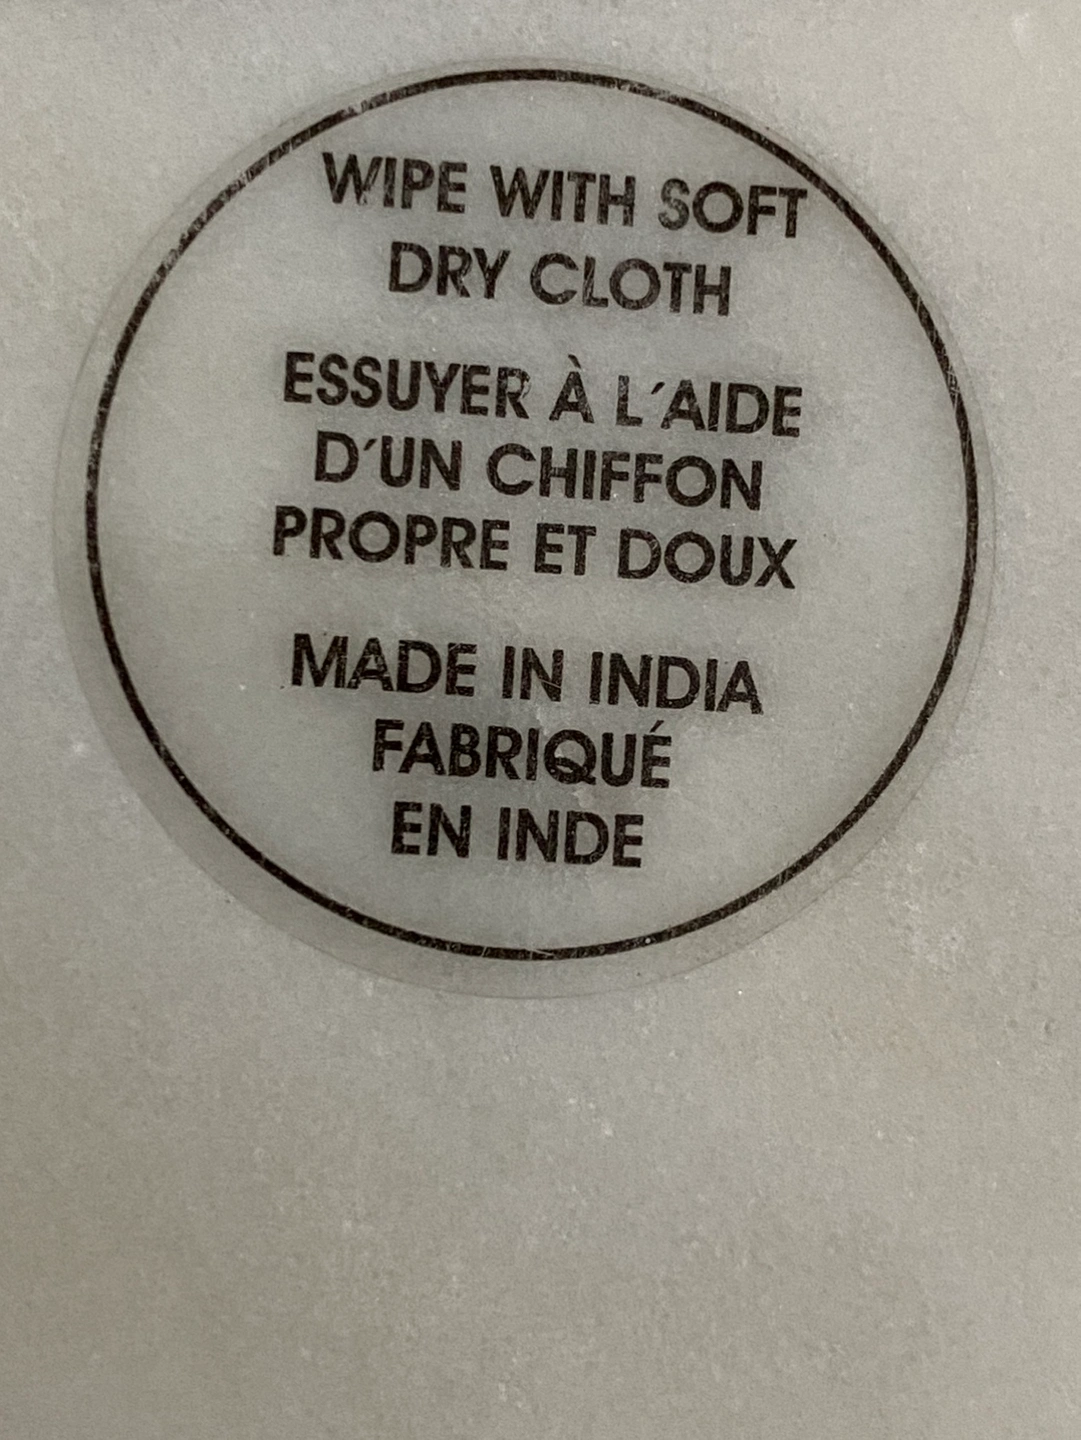 WIPE WITH SOFT
DRY CLOTH
ESSUYER À L´AIDE
D´UN CHIFFON
PROPRE ET DOUX
MADE IN INDIA
FABRIQUÉ
EN INDE